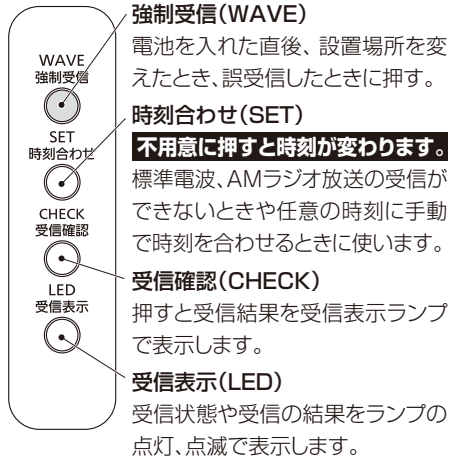 WAVE
強制受信
SET
時刻合わせ
CHECK
受信確認
LED
受信表示
強制受信(WAVE)
電池を入れた直後、設置場所を変
えたとき、誤受信したときに押す。
時刻合わせ(SET)
不用意に押すと時刻が変わります。
標準電波、AMラジオ放送の受信が
できないときや任意の時刻に手動
で時刻を合わせるときに使います。
受信確認(CHECK)
押すと受信結果を受信表示ランプ
で表示します。
受信表示(LED)
受信状態や受信の結果をランプの
点灯、点滅で表示します。